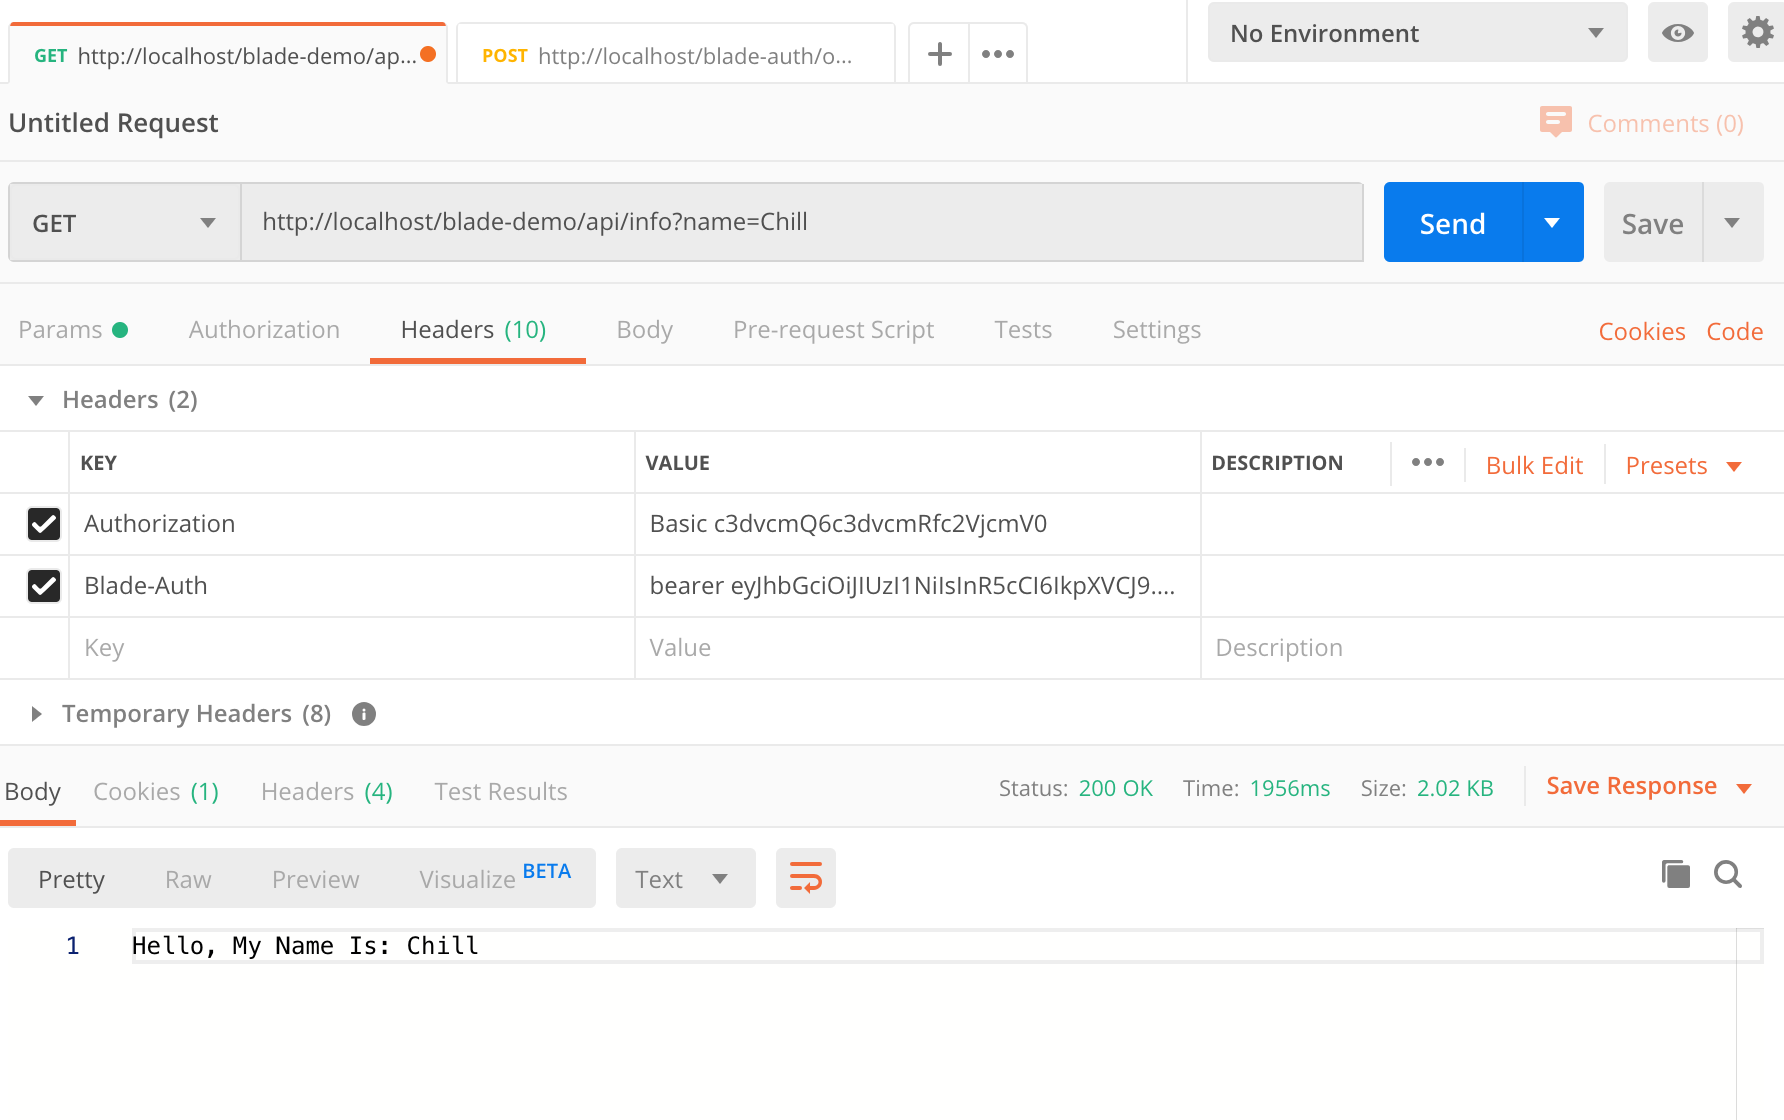 GET http://localhost/blade-demo/ap... POST http://localhost/blade-auth/o... No Environment
Untitled Request Comments (0)
GET http://localhost/blade-demo/api/info?name=Chill Send Save
Params Authorization Headers (10) Body Pre-request Script Tests Settings Cookies Code
Headers (2)
KEY VALUE DESCRIPTION Bulk Edit Presets
Authorization Basic c3dvcmQ6c3dvcmRfc2VjcmV0
Blade-Auth bearer eyJhbGciOiJIUzI1NiIsInR5cCI6IkpXVCJ9....
Key Value Description
Temporary Headers (8)
Body Cookies (1) Headers (4) Test Results Status: 200 OK Time: 1956ms Size: 2.02 KB Save Response
Pretty Raw Preview Visualize BETA Text
1 Hello, My Name Is: Chill